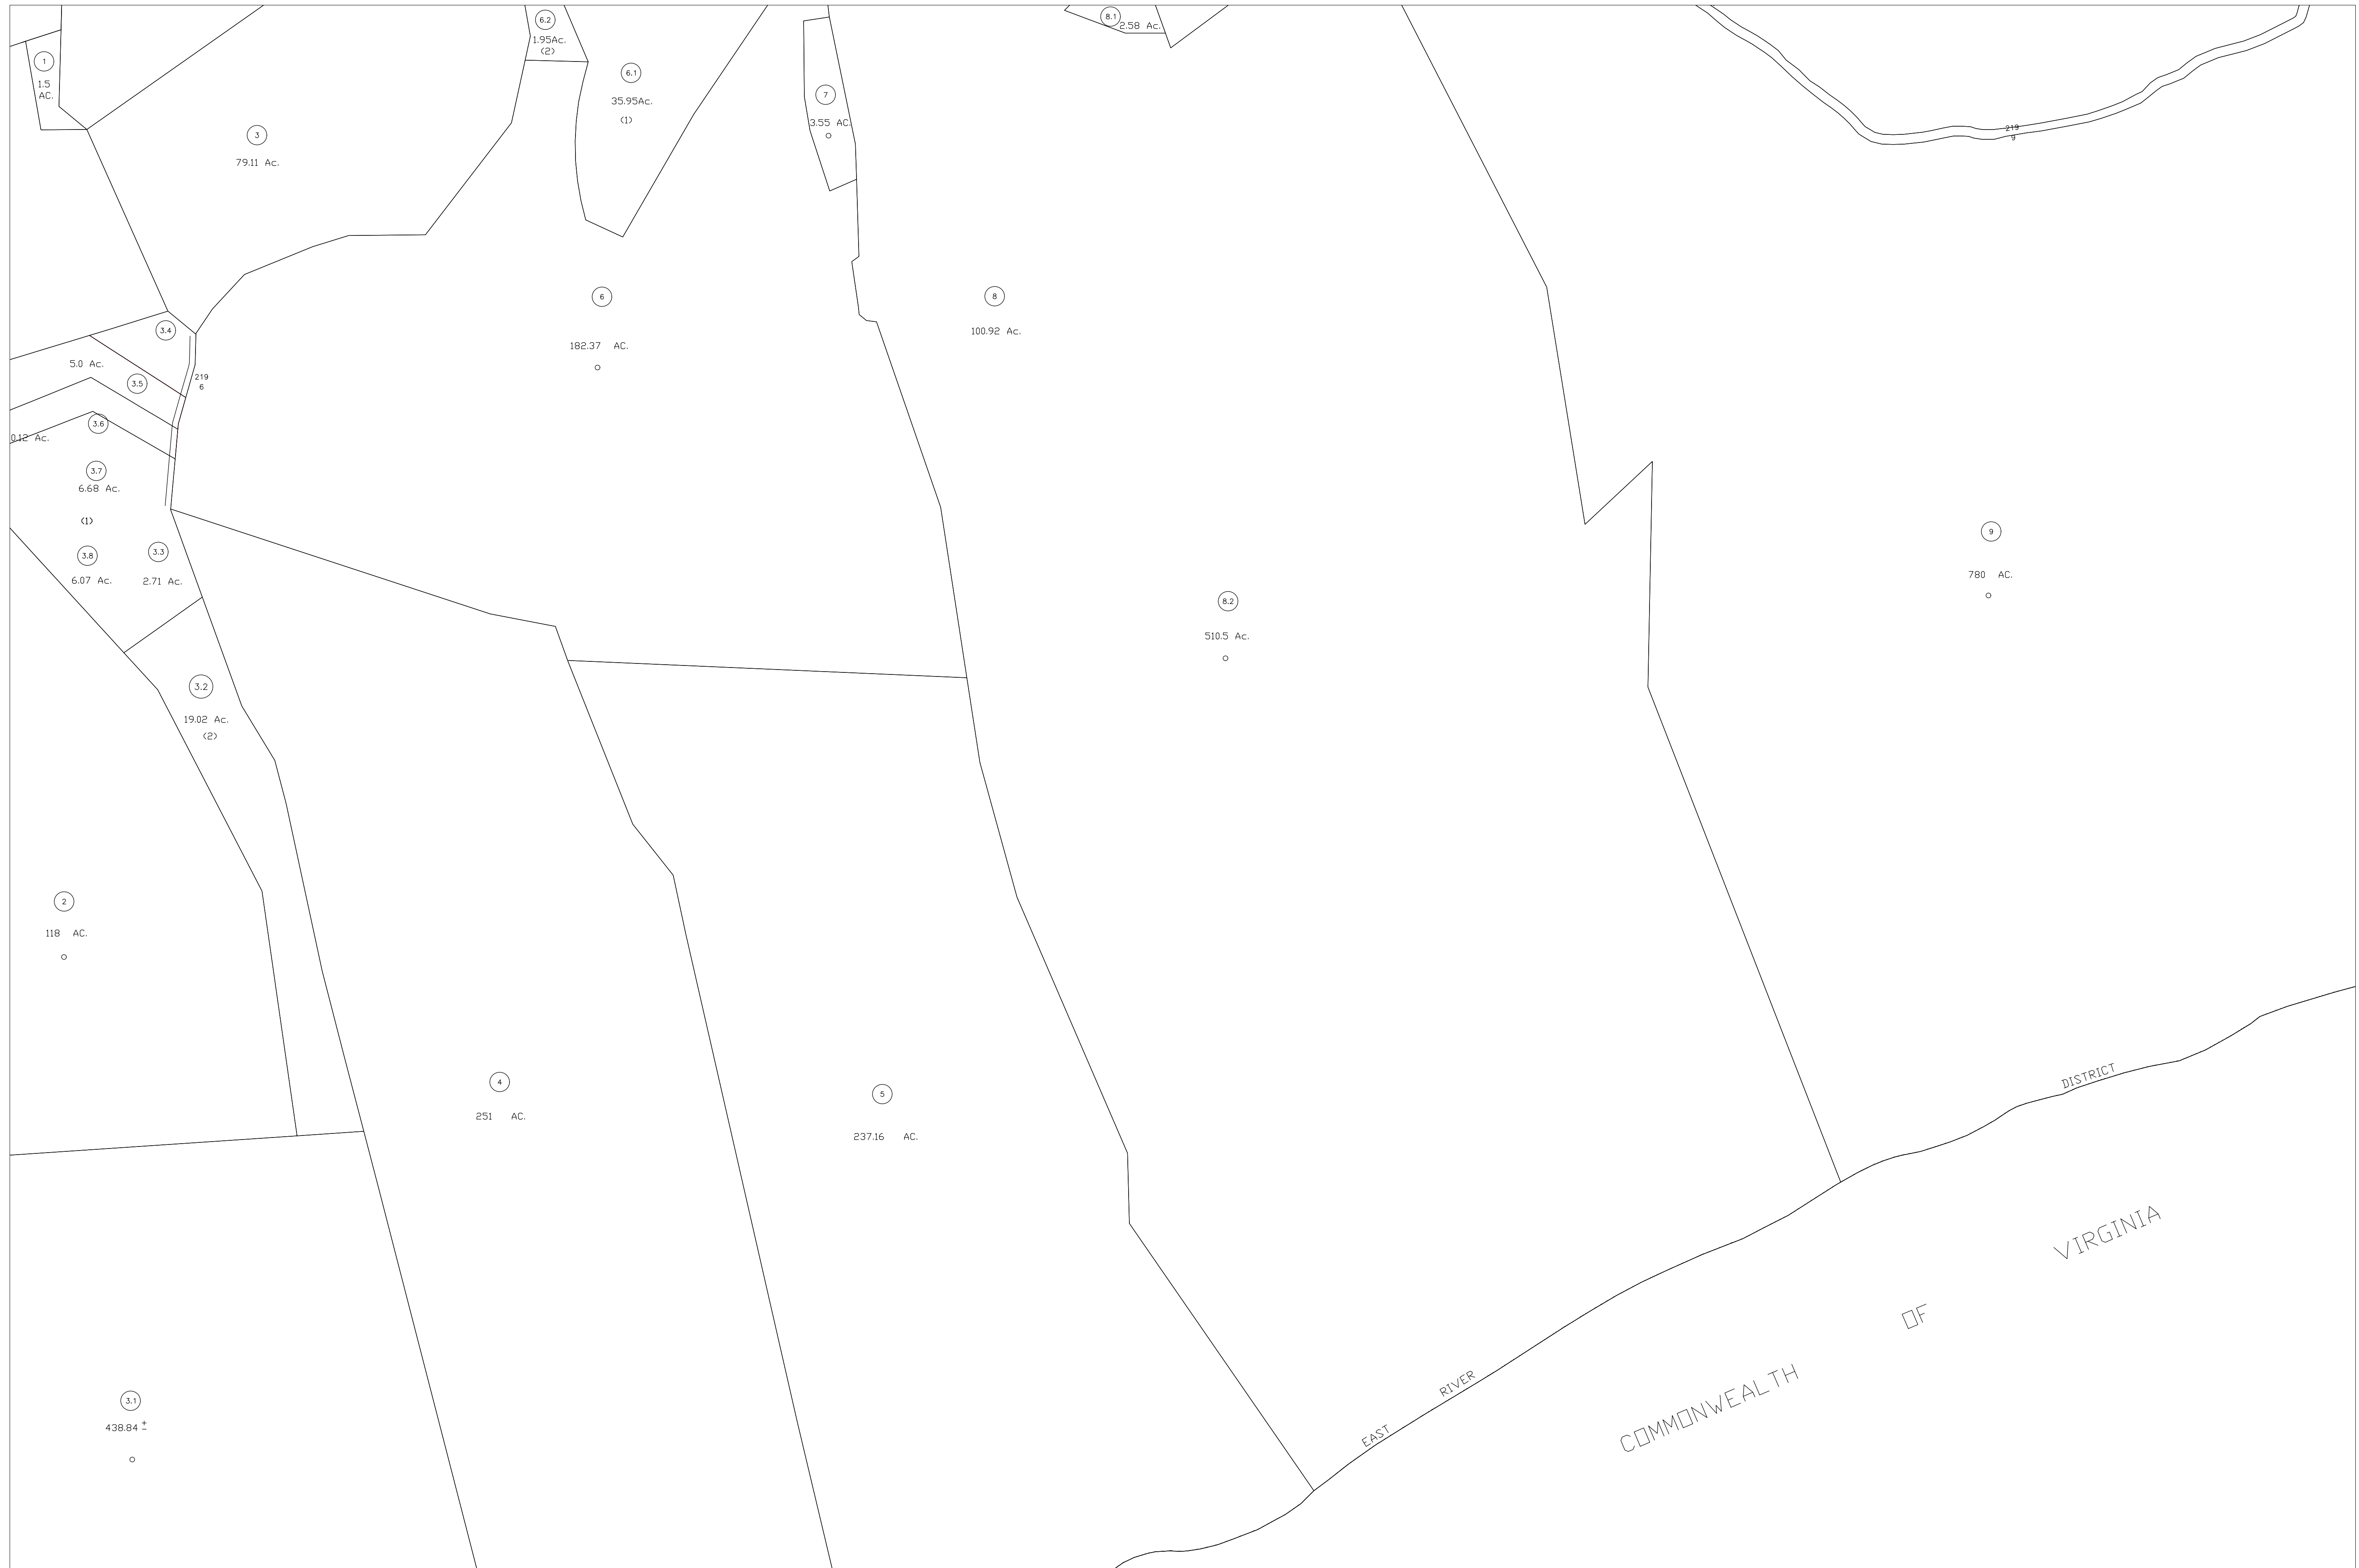 6.2
1.95Ac.
(2)
8.1
2.58 Ac.
1
1.5
AC.
6.1
35.95Ac.
(1)
7
3.55 AC.
3
79.11 Ac.
219
9
6
182.37 AC.
8
100.92 Ac.
3.4
5.0 Ac.
3.5
219
6
3.6
0.12 Ac.
3.7
6.68 Ac.
(1)
3.8
6.07 Ac.
3.3
2.71 Ac.
9
780 AC.
8.2
510.5 Ac.
3.2
19.02 Ac.
(2)
2
118 AC.
4
251 AC.
5
237.16 AC.
3.1
438.84 ±
EAST RIVER DISTRICT
COMMONWEALTH OF VIRGINIA